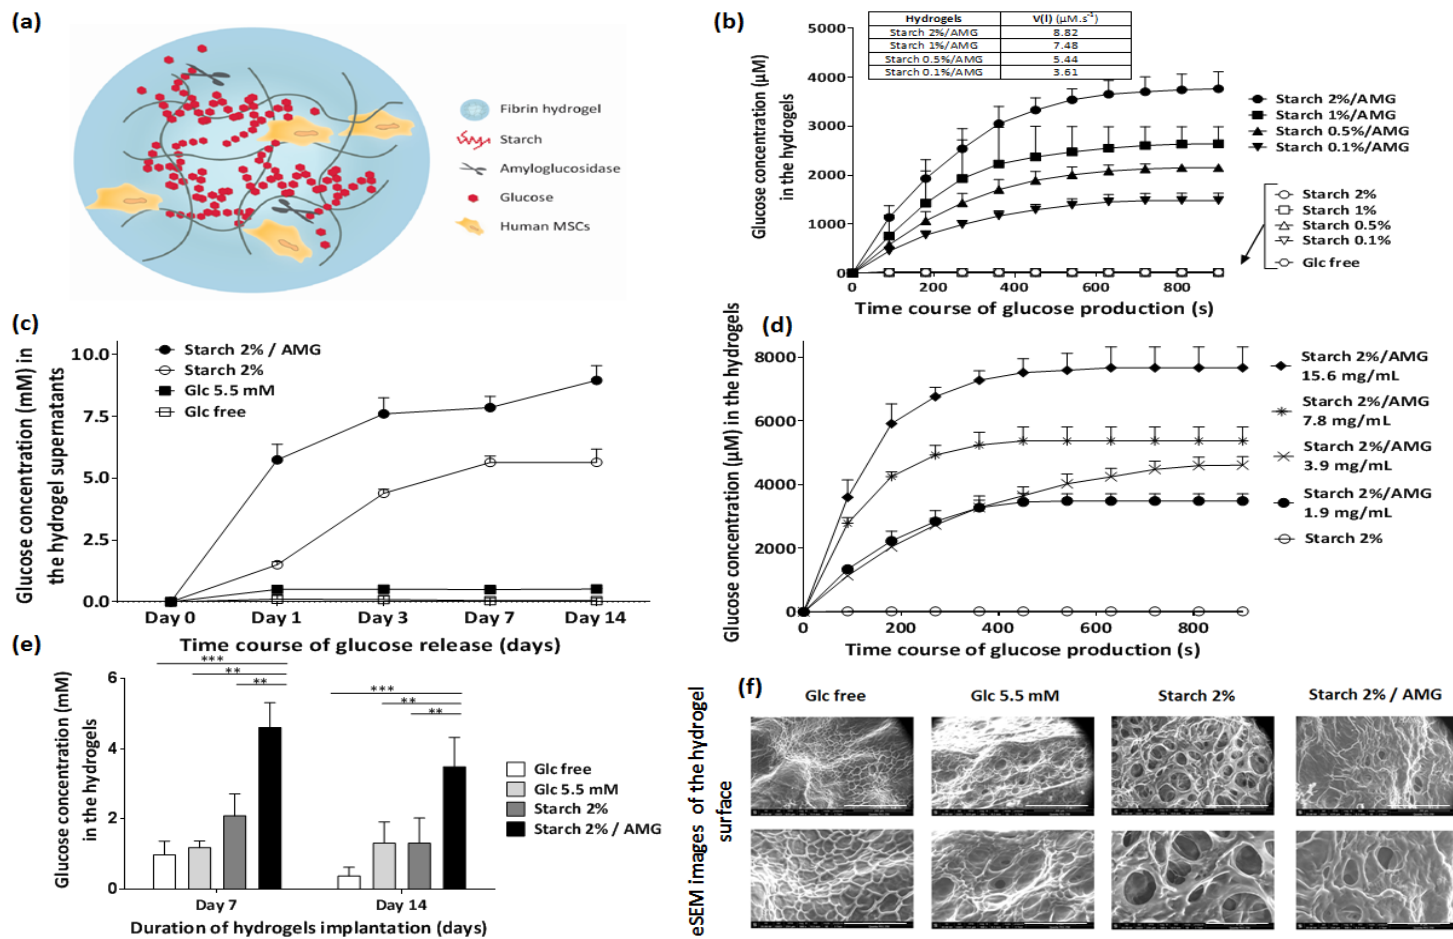 (a)
Fibrin hydrogel
Starch
Amyloglucosidase
Glucose
Human MSCs
(b)
Hydrogels V(I) (µM.s⁻¹)
Starch 2%/AMG 8.82
Starch 1%/AMG 7.48
Starch 0.5%/AMG 5.44
Starch 0.1%/AMG 3.61
Glucose concentration (µM)
in the hydrogels
5000
4000
3000
2000
1000
0
0 200 400 600 800
Time course of glucose production (s)
Starch 2%/AMG
Starch 1%/AMG
Starch 0.5%/AMG
Starch 0.1%/AMG
Starch 2%
Starch 1%
Starch 0.5%
Starch 0.1%
Glc free
(c)
Glucose concentration (mM) in
the hydrogel supernatants
10.0
7.5
5.0
2.5
0.0
Starch 2% / AMG
Starch 2%
Glc 5.5 mM
Glc free
Day 0 Day 1 Day 3 Day 7 Day 14
Time course of glucose release (days)
(d)
Glucose concentration (µM) in the hydrogels
8000
6000
4000
2000
0
0 200 400 600 800
Time course of glucose production (s)
Starch 2%/AMG
15.6 mg/mL
Starch 2%/AMG
7.8 mg/mL
Starch 2%/AMG
3.9 mg/mL
Starch 2%/AMG
1.9 mg/mL
Starch 2%
(e)
Glucose concentration (mM)
in the hydrogels
6
4
2
0
***
**
**
***
**
**
Glc free
Glc 5.5 mM
Starch 2%
Starch 2% / AMG
Day 7 Day 14
Duration of hydrogels implantation (days)
(f)
Glc free Glc 5.5 mM Starch 2% Starch 2% / AMG
eSEM images of the hydrogel
surface